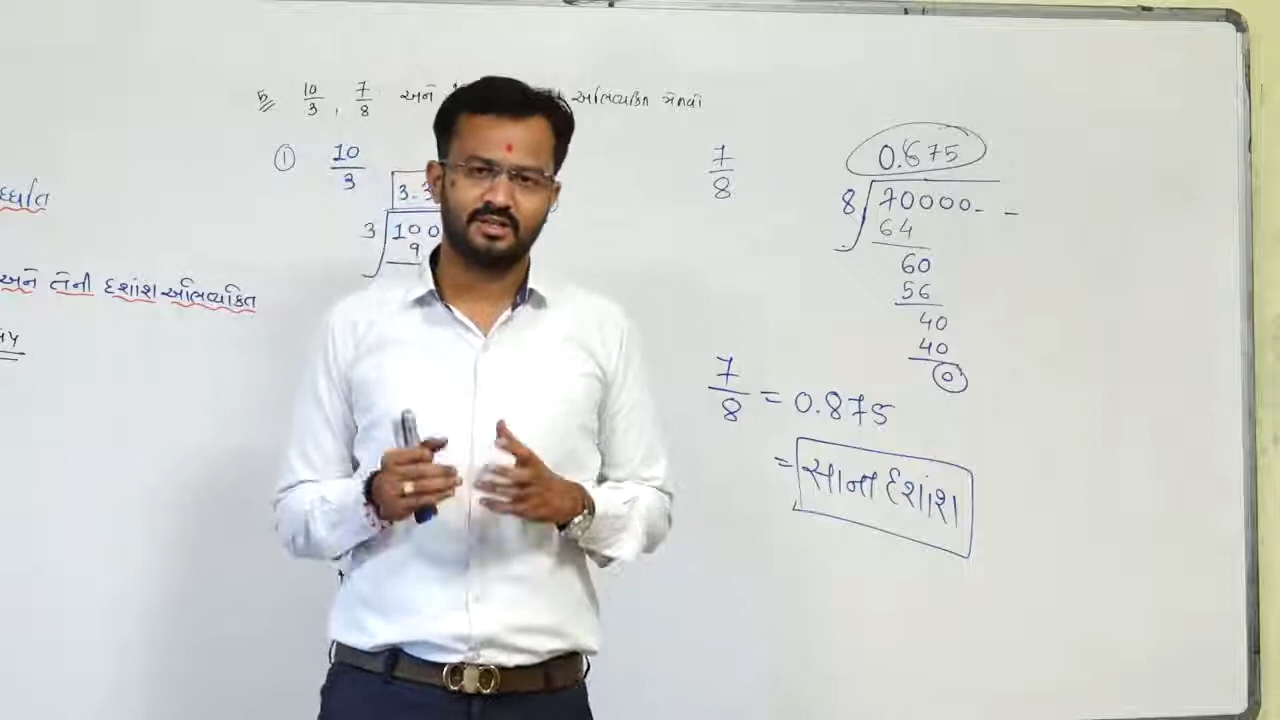 અને તેની દશાંશ અભિવ્યક્તિ
5 10/3 , 7/8 અને અભિવ્યક્તિ મેળવો
① 10/3
3.3
3 100
9
7/8
0.875
8 70000- -
64
60
56
40
40
0
7/8 = 0.875
= સાન્ત દશાંશ